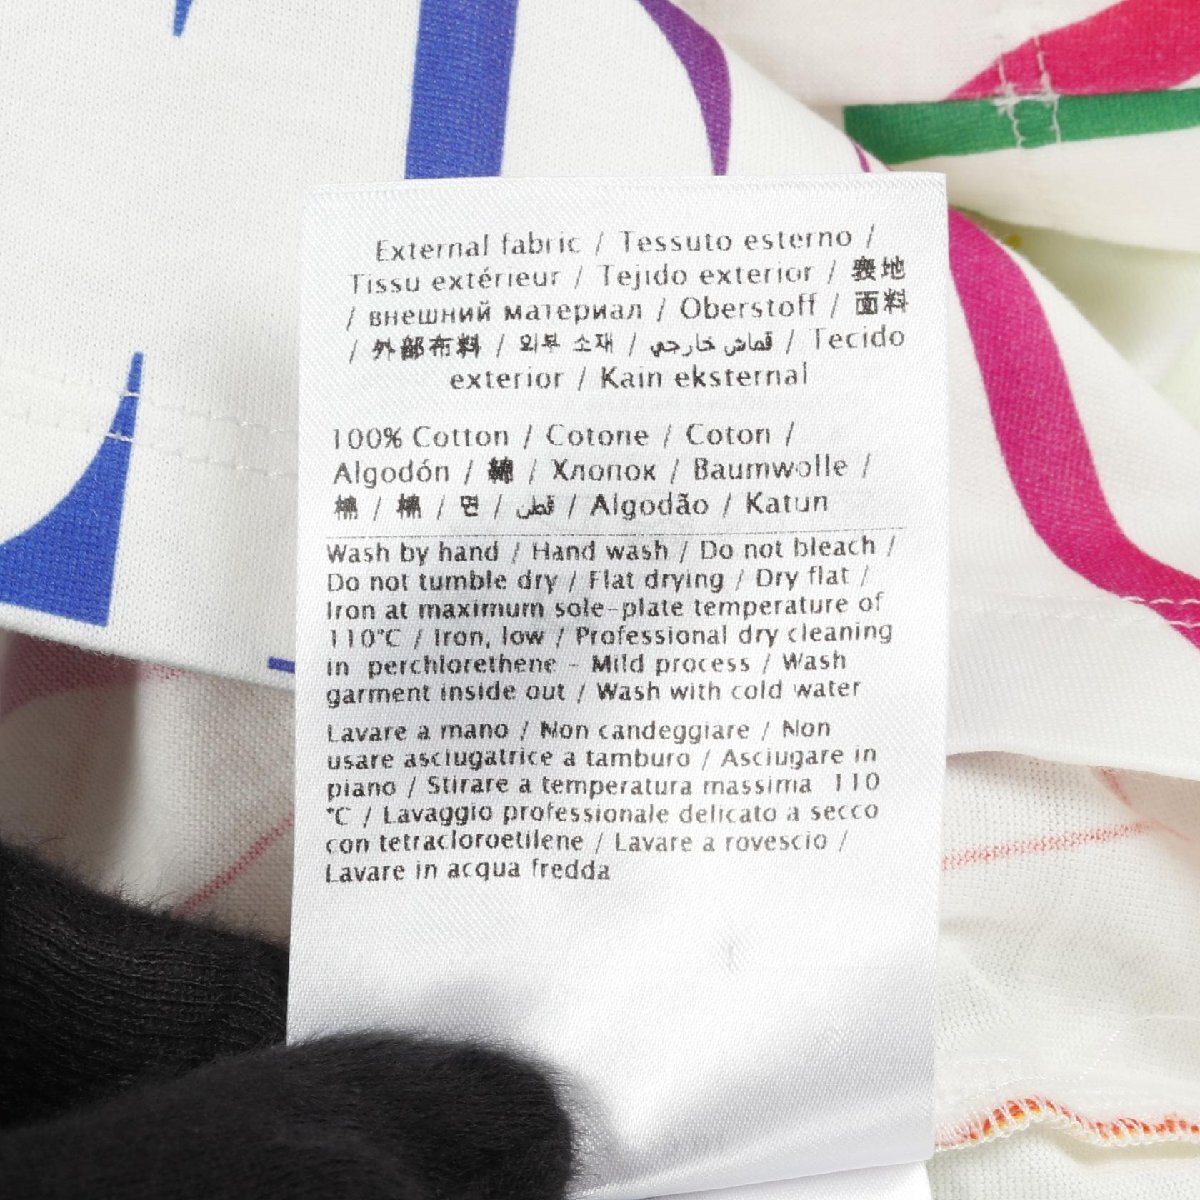 External fabric / Tessuto esterno /
Tissu extérieur / Tejido exterior / 表地
/ внешний материал / Oberstoff / 面料
/ 外部布料 / 외부 소재 / قماش خارجي / Tecido
exterior / Kain eksternal
100% Cotton / Cotone / Coton /
Algodón / 綿 / Хлопок / Baumwolle /
棉 / 棉 / 면 / قطن / Algodão / Katun
Wash by hand / Hand wash / Do not bleach /
Do not tumble dry / Flat drying / Dry flat /
Iron at maximum sole-plate temperature of
110°C / Iron, low / Professional dry cleaning
in perchlorethene - Mild process / Wash
garment inside out / Wash with cold water
Lavare a mano / Non candeggiare / Non
usare asciugatrice a tamburo / Asciugare in
piano / Stirare a temperatura massima 110
°C / Lavaggio professionale delicato a secco
con tetracloroetilene / Lavare a rovescio /
Lavare in acqua fredda